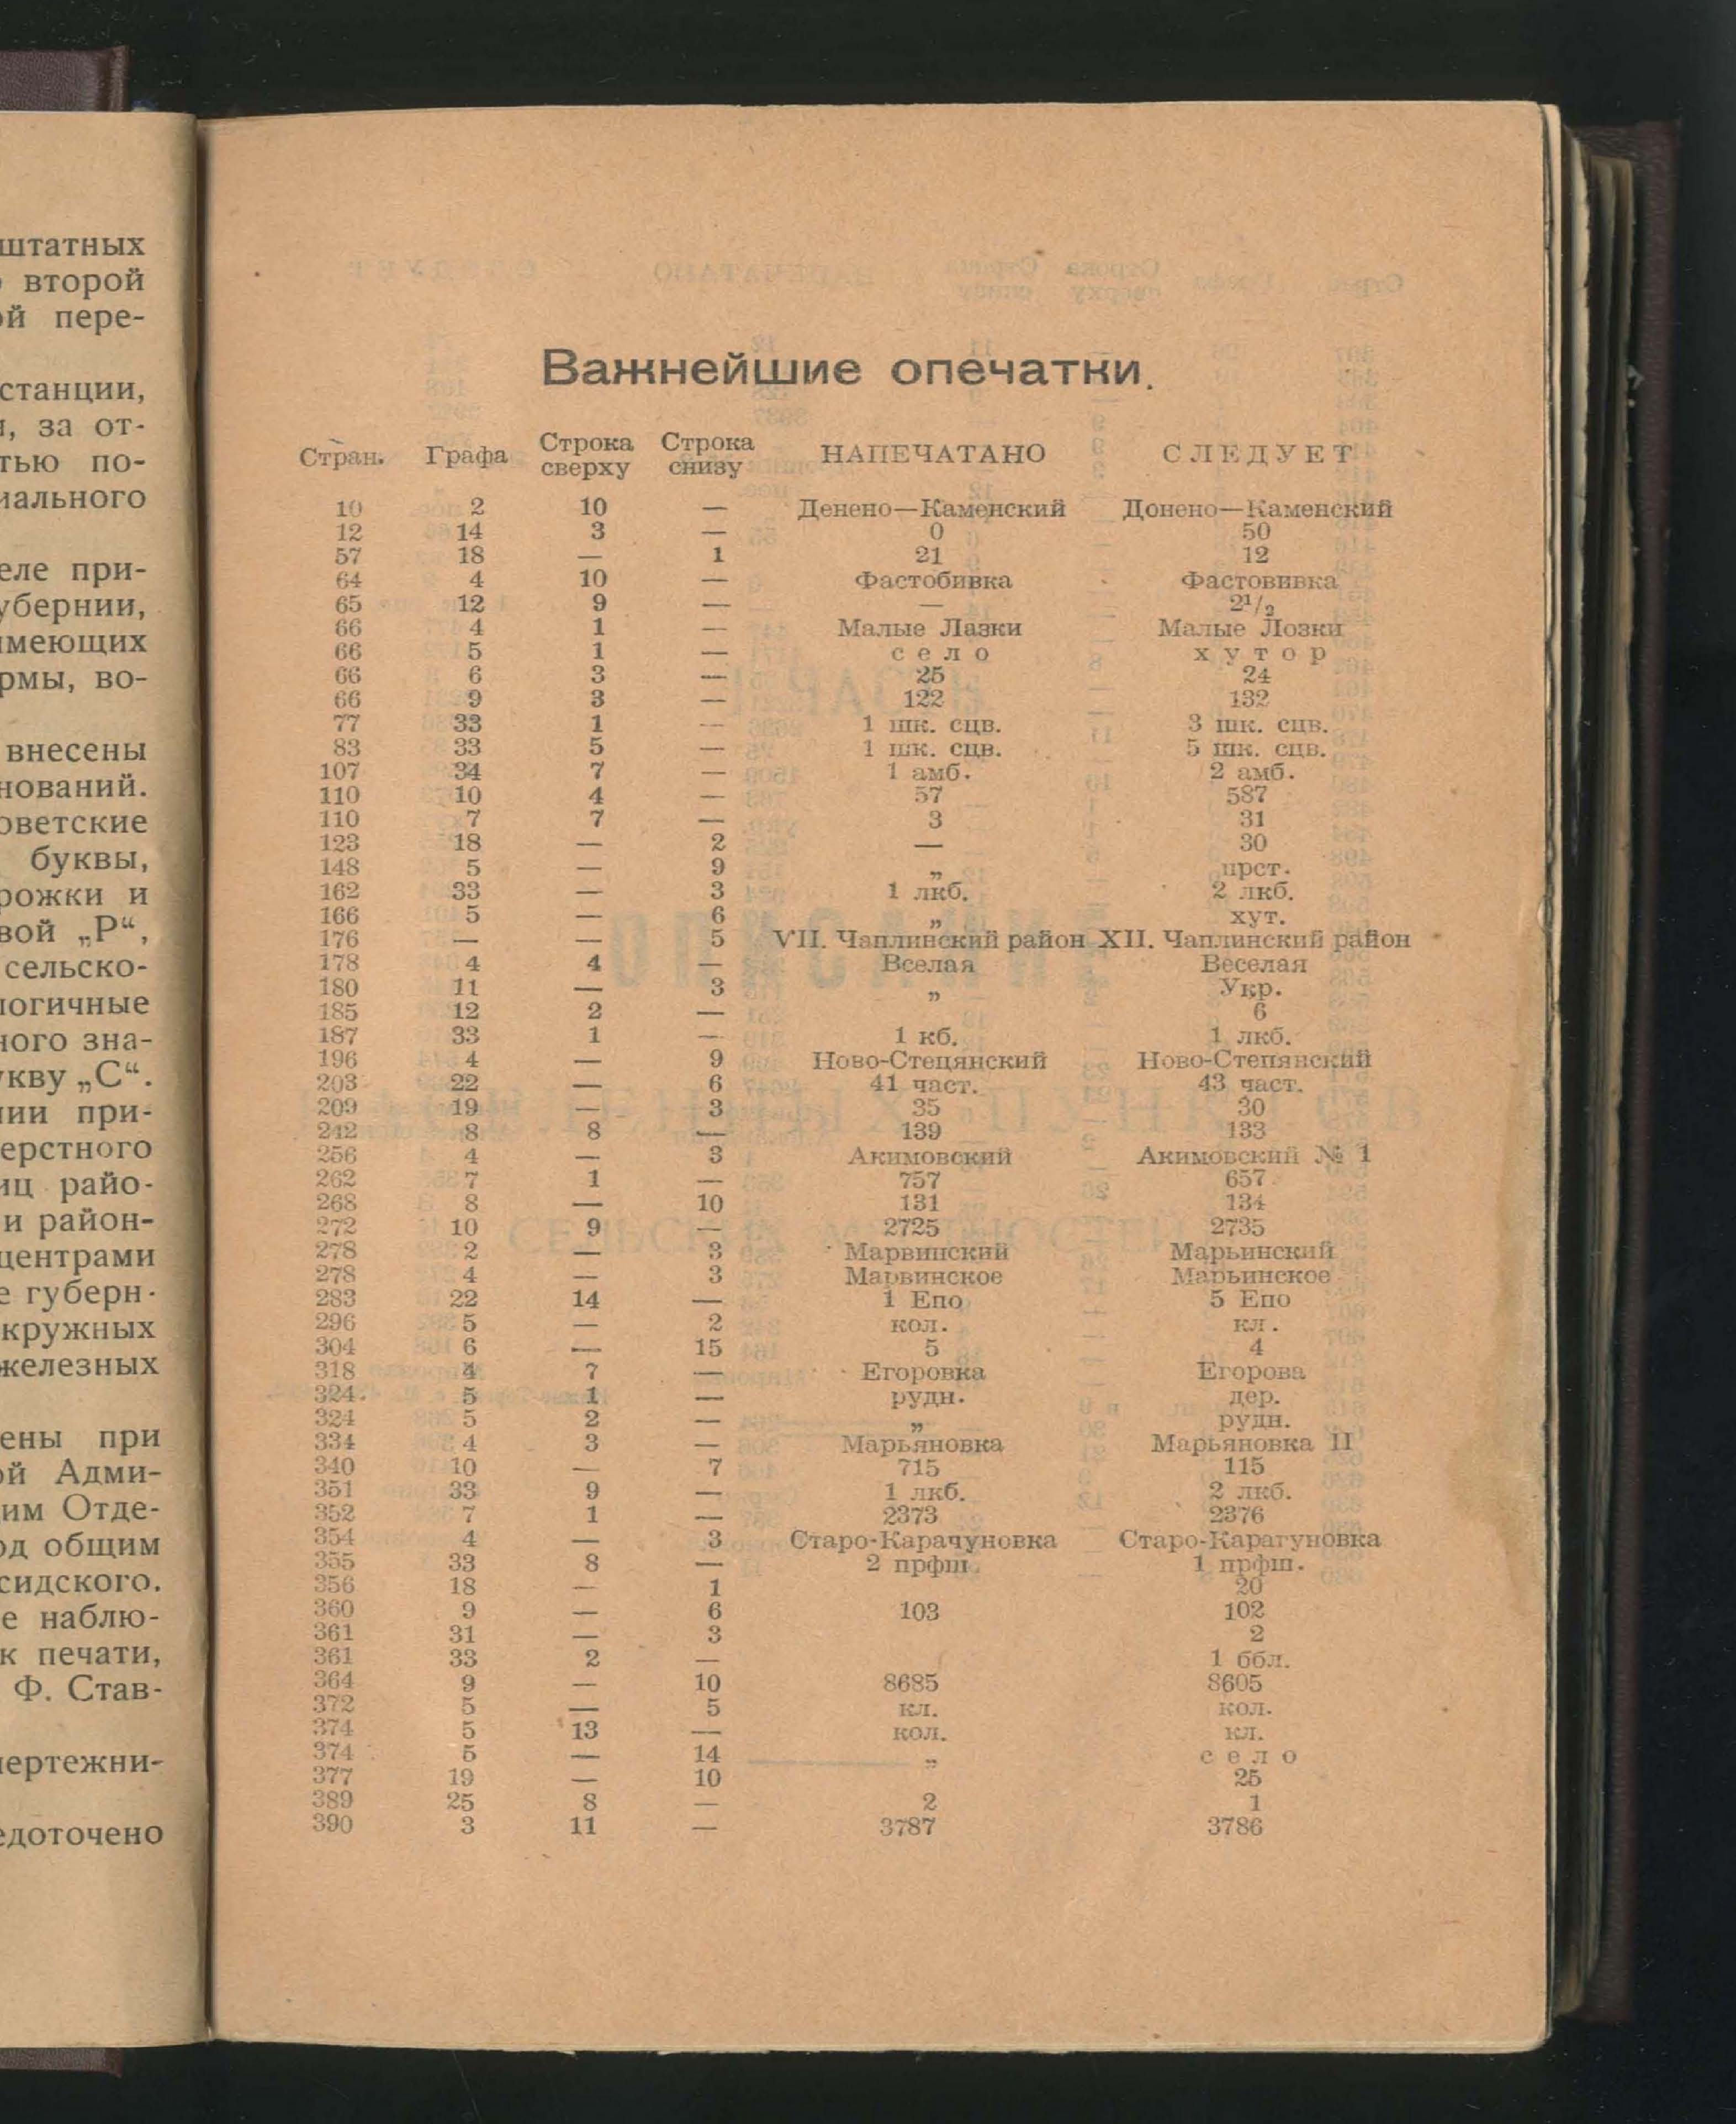 штатных
второй
ой пере-
станции,
, за от-
тью по-
иального
еле при-
убернии,
имеющих
рмы, во-
внесены
нований.
оветские
буквы,
рожки и
вой „Р“,
сельско-
логичные
ного зна-
укву „С“.
нии при-
ерстного
иц райо-
и район-
центрами
е губерн-
кружных
железных
ены при
ой Адми-
им Отде-
од общим
сидского.
е наблю-
к печати,
Ф. Став-
чертежни-
едоточено
Важнейшие опечатки.
Стран. Графа Строка сверху Строка снизу НАПЕЧАТАНО СЛЕДУЕТ
10 2 10 — Денено—Каменский Донено—Каменский
12 14 3 — 0 50
57 18 — 1 21 12
64 4 10 — Фастобивка Фастовивка
65 12 9 — — 2¹/₂
66 4 1 — Малые Лазки Малые Лозки
66 5 1 — село хутор
66 6 3 — 25 24
66 9 3 — 122 132
77 33 1 — 1 шк. сцв. 3 шк. сцв.
83 33 5 — 1 шк. сцв. 5 шк. сцв.
107 34 7 — 1 амб. 2 амб.
110 10 4 — 57 587
110 7 7 — 3 31
123 18 — 2 — 30
148 5 — 9 „ прст.
162 33 — 3 1 лкб. 2 лкб.
166 5 — 6 „ хут.
176 — — 5 VII. Чаплинский район XII. Чаплинский район
178 4 4 — Вселая Веселая
180 11 — 3 „ Укр.
185 12 2 — 6
187 33 1 — 1 кб. 1 лкб.
196 4 — 9 Ново-Стецянский Ново-Степянский
203 22 — 6 41 част. 43 част.
209 19 — 3 35 30
242 8 8 — 139 133
256 4 — 3 Акимовский Акимовский № 1
262 7 1 — 757 657
268 8 — 10 131 134
272 10 9 — 2725 2735
278 2 — 3 Марвинский Марьинский
278 4 — 3 Марвинское Марьинское
283 22 14 — 1 Епо 5 Епо
296 5 — 2 кол. кл.
304 6 — 15 5 4
318 4 7 — Егоровка Егорова
324 5 1 — рудн. дер.
324 5 2 — „ рудн.
334 4 3 — Марьяновка Марьяновка II
340 10 — 7 715 115
351 33 9 — 1 лкб. 2 лкб.
352 7 1 — 2373 2376
354 4 — 3 Старо-Карачуновка Старо-Карагуновка
355 33 8 — 2 прфш. 1 прфш.
356 18 — 1 20
360 9 — 6 103 102
361 31 — 3 2
361 33 2 — 1 ббл.
364 9 — 10 8685 8605
372 5 — 5 кл. кол.
374 5 13 — кол. кл.
374 5 — 14 „ село
377 19 — 10 25
389 25 8 — 2 1
390 3 11 — 3787 3786